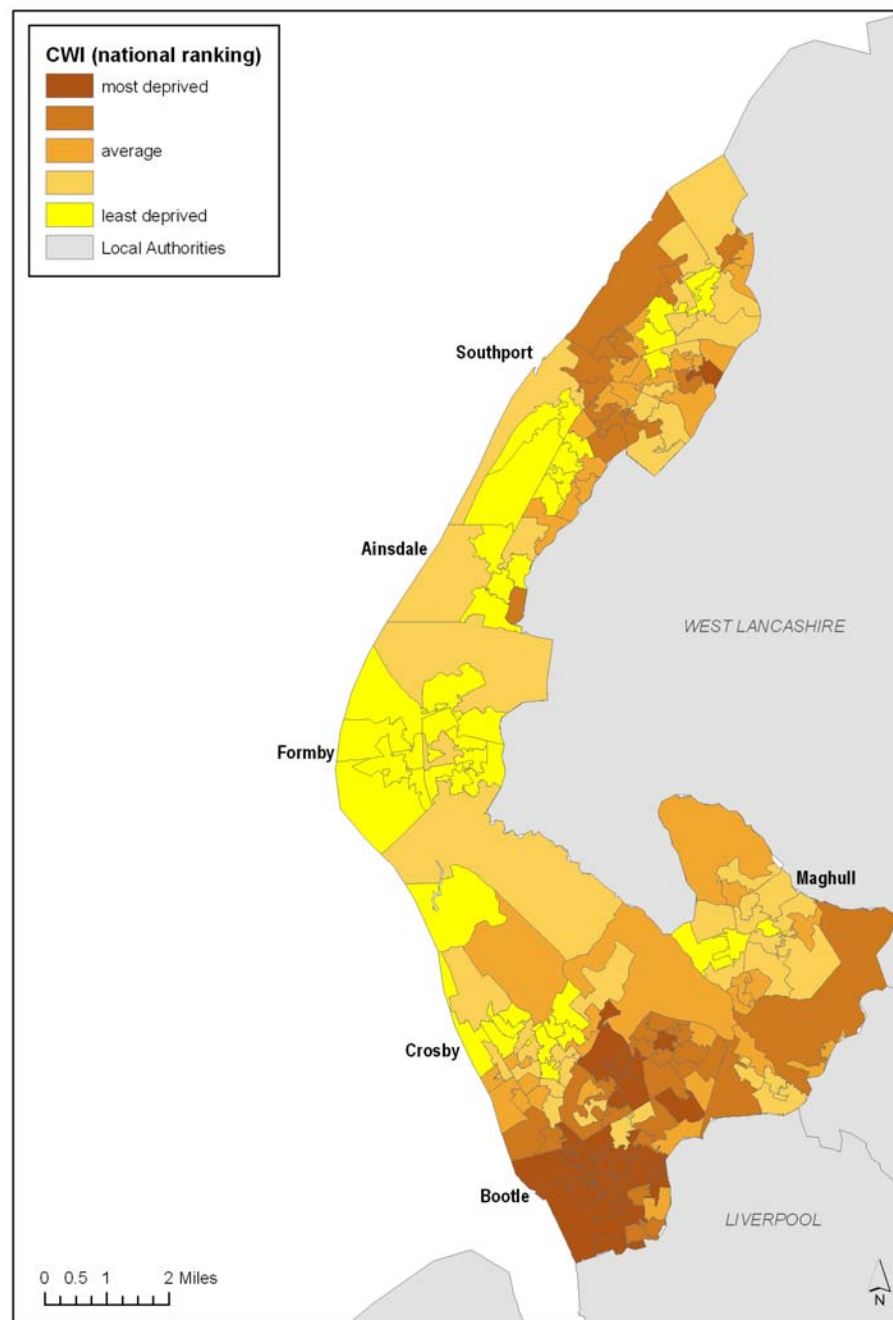 CWI (national ranking)
most deprived
average
least deprived
Local Authorities
Southport
Ainsdale
WEST LANCASHIRE
Formby
Maghull
Crosby
Bootle
LIVERPOOL
0 0.5 1 2 Miles
N